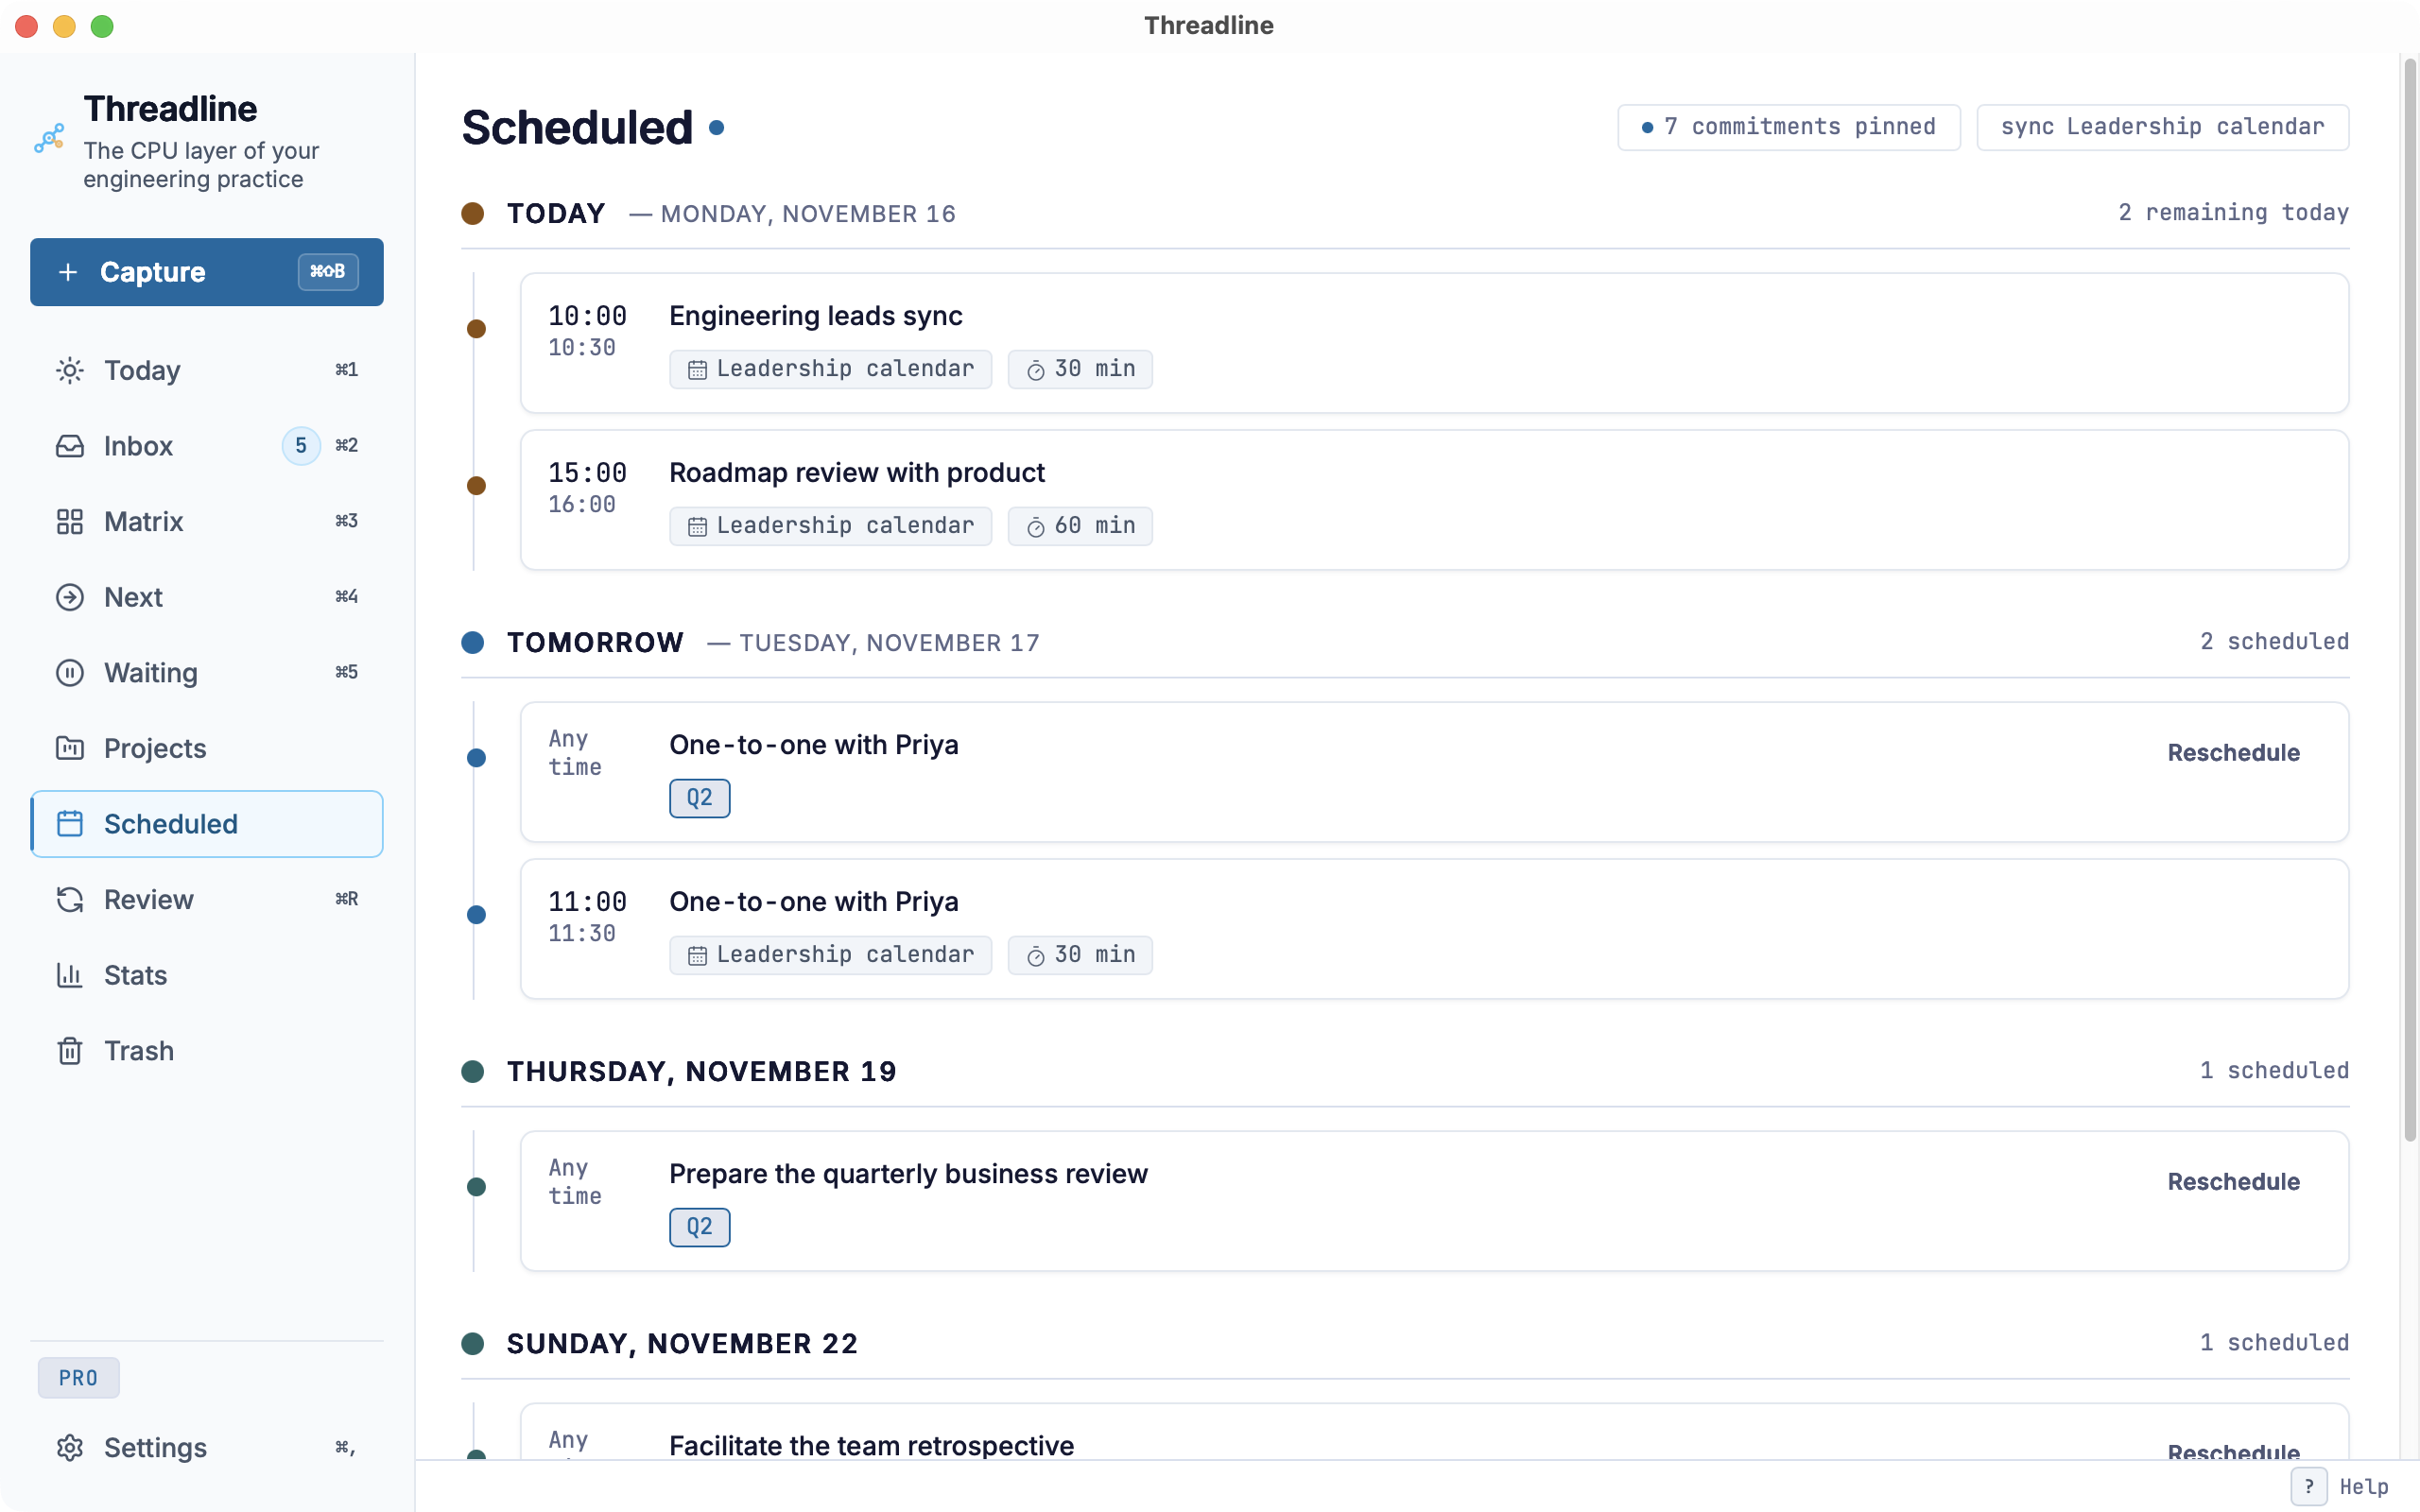 Threadline
Threadline
The CPU layer of your
engineering practice
+ Capture ⌘⇧B
Today ⌘1
Inbox 5 ⌘2
Matrix ⌘3
Next ⌘4
Waiting ⌘5
Projects
Scheduled
Review ⌘R
Stats
Trash
PRO
Settings ⌘,
Scheduled
7 commitments pinned
sync Leadership calendar
TODAY — MONDAY, NOVEMBER 16
2 remaining today
10:00
10:30
Engineering leads sync
Leadership calendar
30 min
15:00
16:00
Roadmap review with product
Leadership calendar
60 min
TOMORROW — TUESDAY, NOVEMBER 17
2 scheduled
Any
time
One-to-one with Priya
Q2
Reschedule
11:00
11:30
One-to-one with Priya
Leadership calendar
30 min
THURSDAY, NOVEMBER 19
1 scheduled
Any
time
Prepare the quarterly business review
Q2
Reschedule
SUNDAY, NOVEMBER 22
1 scheduled
Any
Facilitate the team retrospective
Reschedule
? Help